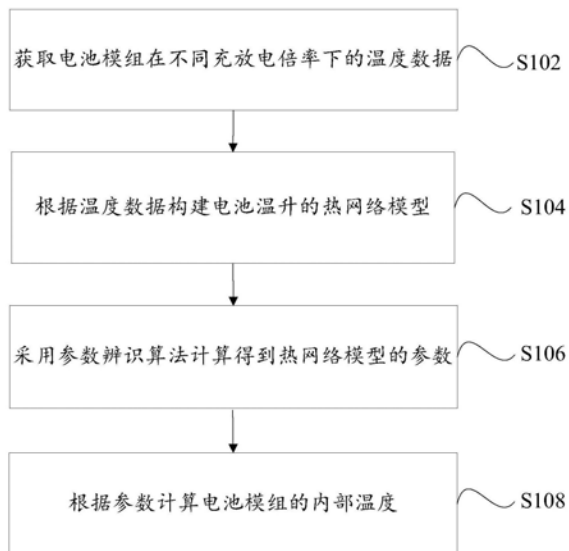 获取电池模组在不同充放电倍率下的温度数据
S102
根据温度数据构建电池温升的热网络模型
S104
采用参数辨识算法计算得到热网络模型的参数
S106
根据参数计算电池模组的内部温度
S108